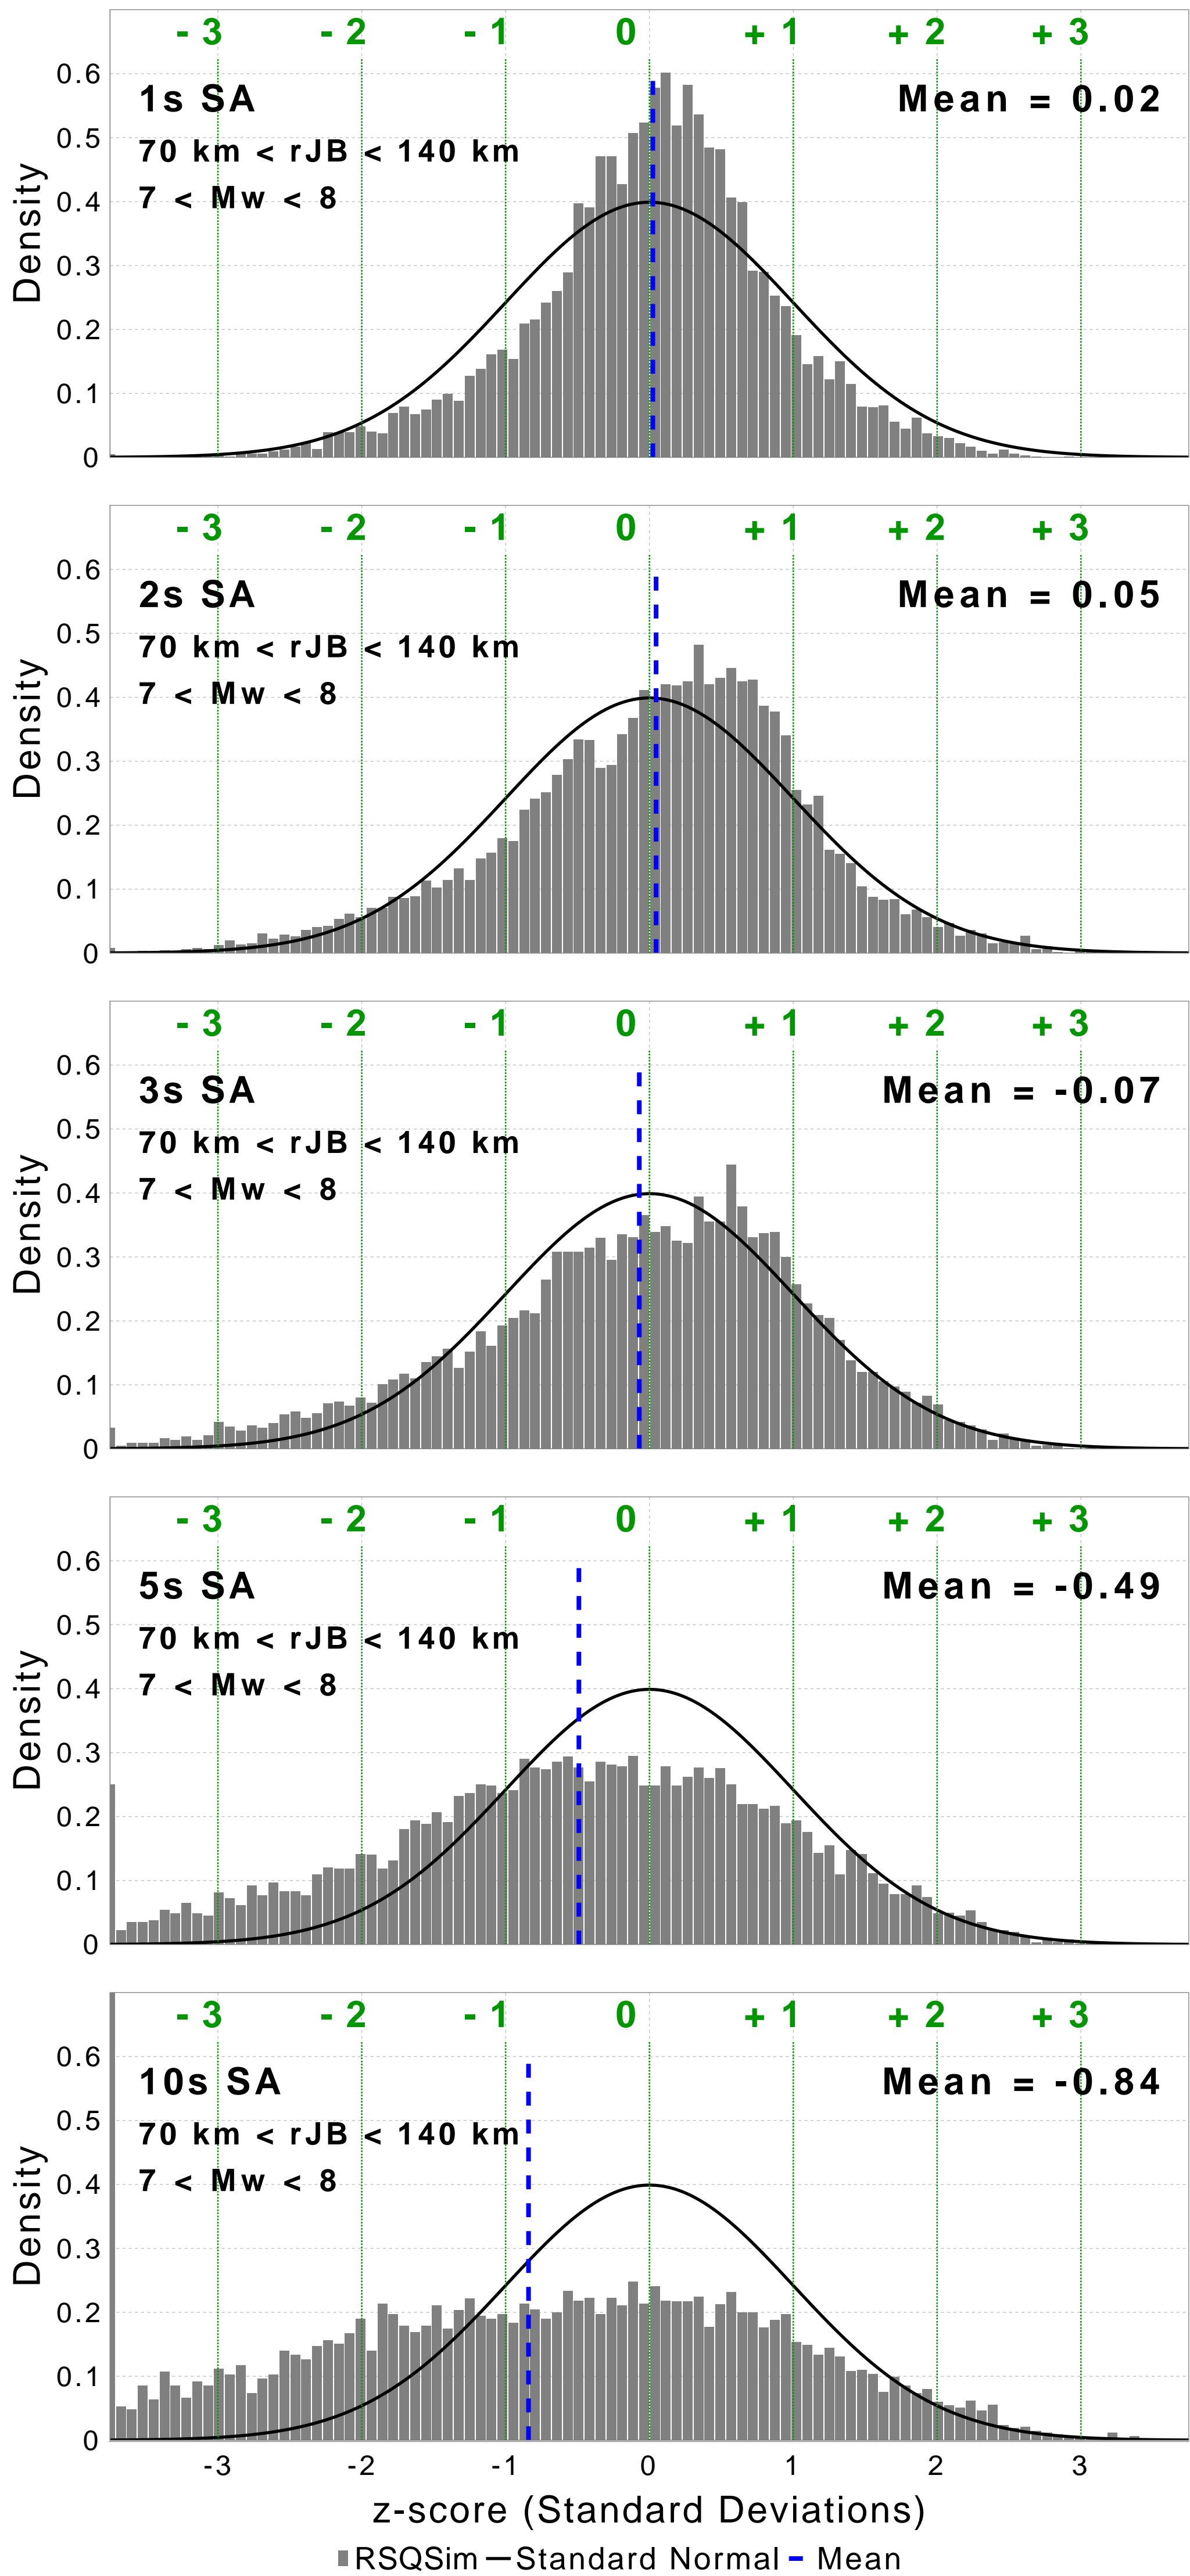 - 3 - 2 - 1 0 + 1 + 2 + 3
0.6
1s SA Mean = 0.02
0.5
70 km < rJB < 140 km
7 < Mw < 8
0.4
Density
0.3
0.2
0.1
0
- 3 - 2 - 1 0 + 1 + 2 + 3
0.6
2s SA Mean = 0.05
0.5
70 km < rJB < 140 km
7 < Mw < 8
0.4
Density
0.3
0.2
0.1
0
- 3 - 2 - 1 0 + 1 + 2 + 3
0.6
3s SA Mean = -0.07
0.5
70 km < rJB < 140 km
7 < Mw < 8
0.4
Density
0.3
0.2
0.1
0
- 3 - 2 - 1 0 + 1 + 2 + 3
0.6
5s SA Mean = -0.49
0.5
70 km < rJB < 140 km
7 < Mw < 8
0.4
Density
0.3
0.2
0.1
0
- 3 - 2 - 1 0 + 1 + 2 + 3
0.6
10s SA Mean = -0.84
0.5
70 km < rJB < 140 km
7 < Mw < 8
0.4
Density
0.3
0.2
0.1
0
-3 -2 -1 0 1 2 3
z-score (Standard Deviations)
RSQSim Standard Normal Mean